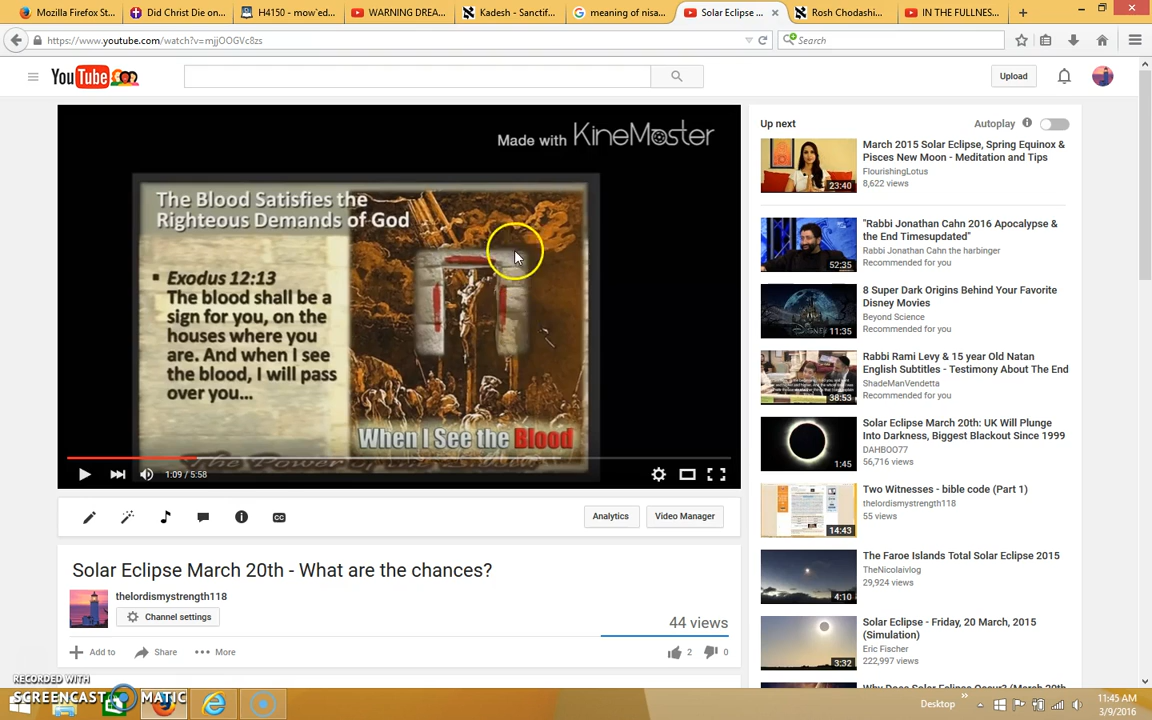 Mozilla Firefox St...
Did Christ Die on...
H4150 - mow`ed...
WARNING DREA...
Kadesh - Sanctif...
meaning of nisa...
Solar Eclipse ...
Rosh Chodashi...
IN THE FULLNES...
https://www.youtube.com/watch?v=mjjOOGVc8zs
Search
YouTube
Upload
Made with KineMaster
The Blood Satisfies the
Righteous Demands of God
Exodus 12:13
The blood shall be a
sign for you, on the
houses where you
are. And when I see
the blood, I will pass
over you...
When I See the Blood
1:09 / 5:58
Analytics
Video Manager
Solar Eclipse March 20th - What are the chances?
thelordismystrength118
Channel settings
44 views
Add to
Share
More
2
0
Up next
Autoplay
March 2015 Solar Eclipse, Spring Equinox &
Pisces New Moon - Meditation and Tips
FlourishingLotus
8,622 views
23:40
"Rabbi Jonathan Cahn 2016 Apocalypse &
the End Timesupdated"
Rabbi Jonathan Cahn the harbinger
Recommended for you
52:35
8 Super Dark Origins Behind Your Favorite
Disney Movies
Beyond Science
Recommended for you
11:35
Rabbi Rami Levy & 15 year Old Natan
English Subtitles - Testimony About The End
ShadeManVendetta
Recommended for you
38:53
Solar Eclipse March 20th: UK Will Plunge
Into Darkness, Biggest Blackout Since 1999
DAHBOO77
56,716 views
1:45
Two Witnesses - bible code (Part 1)
thelordismystrength118
55 views
14:43
The Faroe Islands Total Solar Eclipse 2015
TheNicolaivlog
29,924 views
4:10
Solar Eclipse - Friday, 20 March, 2015
(Simulation)
Eric Fischer
222,997 views
3:32
RECORDED WITH
SCREENCAST MATIC
Desktop
11:45 AM
3/9/2016